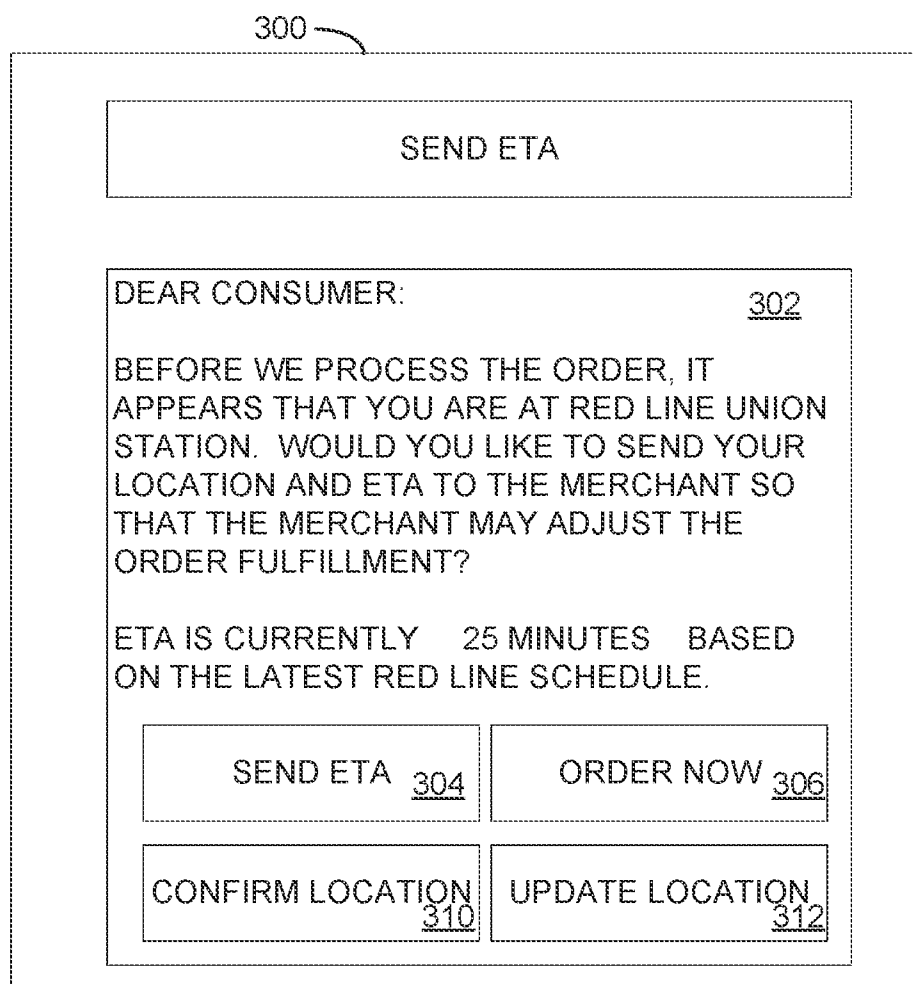 300
SEND ETA
DEAR CONSUMER:
302
BEFORE WE PROCESS THE ORDER, IT
APPEARS THAT YOU ARE AT RED LINE UNION
STATION. WOULD YOU LIKE TO SEND YOUR
LOCATION AND ETA TO THE MERCHANT SO
THAT THE MERCHANT MAY ADJUST THE
ORDER FULFILLMENT?
ETA IS CURRENTLY 25 MINUTES BASED
ON THE LATEST RED LINE SCHEDULE.
SEND ETA 304
ORDER NOW 306
CONFIRM LOCATION
310
UPDATE LOCATION
312